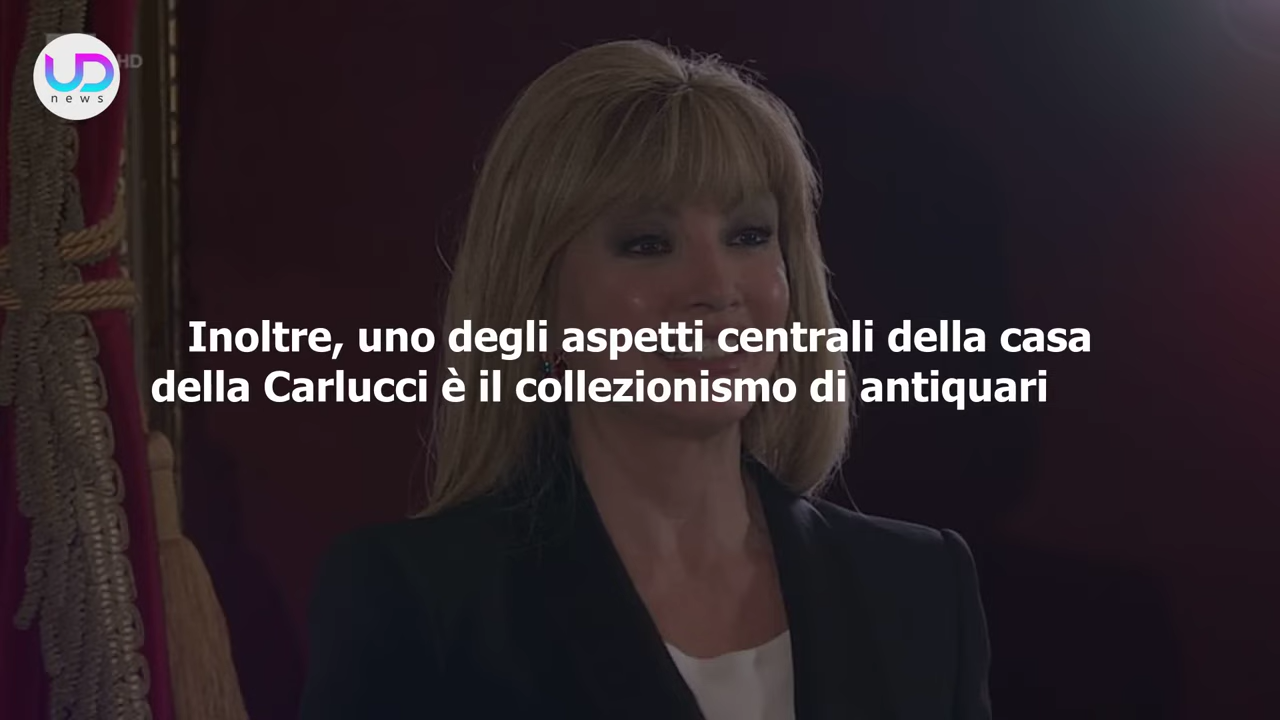 UD
news
HD
Inoltre, uno degli aspetti centrali della casa
della Carlucci è il collezionismo di antiquari